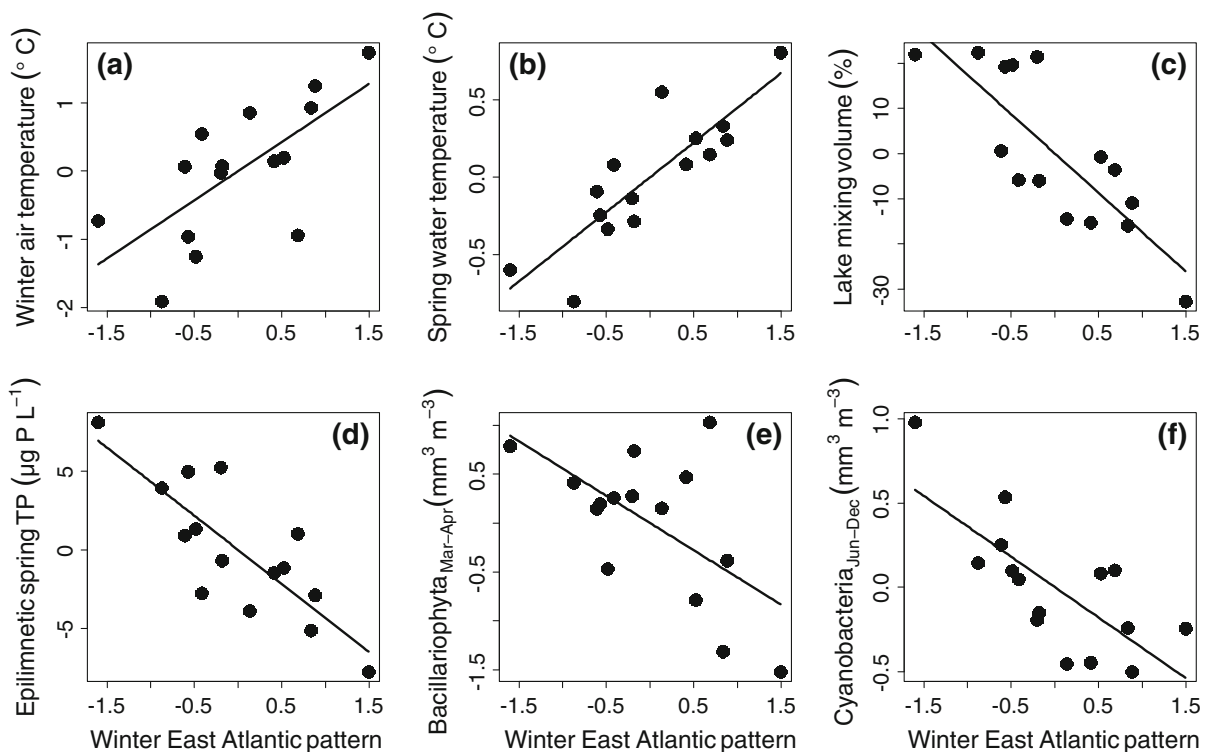 (a)
Winter air temperature (° C)
1
0
-1
-2
-1.5 -0.5 0.5 1.5
(b)
Spring water temperature (° C)
0.5
0.0
-0.5
-1.5 -0.5 0.5 1.5
(c)
Lake mixing volume (%)
10
0
-10
-30
-1.5 -0.5 0.5 1.5
(d)
Epilimnetic spring TP (µg P L⁻¹)
5
0
-5
-1.5 -0.5 0.5 1.5
Winter East Atlantic pattern
(e)
Bacillariophyta Mar–Apr (mm³ m⁻³)
0.5
-0.5
-1.5
-1.5 -0.5 0.5 1.5
Winter East Atlantic pattern
(f)
Cyanobacteria Jun–Dec (mm³ m⁻³)
1.0
0.5
0.0
-0.5
-1.5 -0.5 0.5 1.5
Winter East Atlantic pattern